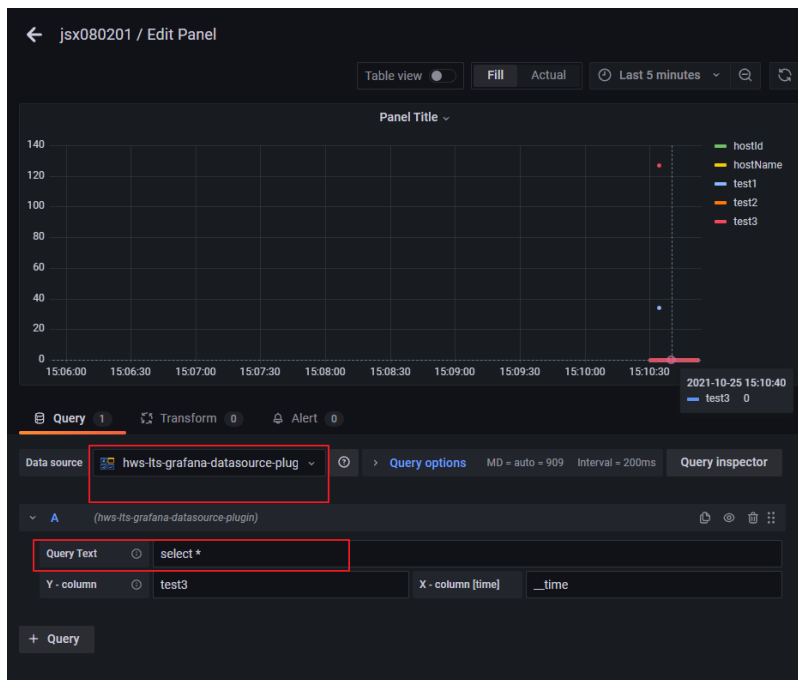 jsx080201 / Edit Panel
Table view Fill Actual Last 5 minutes
Panel Title
140
120
100
80
60
40
20
0
15:06:00 15:06:30 15:07:00 15:07:30 15:08:00 15:08:30 15:09:00 15:09:30 15:10:00 15:10:30
hostId
hostName
test1
test2
test3
2021-10-25 15:10:40
test3 0
Query 1 Transform 0 Alert 0
Data source hws-lts-grafana-datasource-plug Query options MD = auto = 909 Interval = 200ms Query inspector
A (hws-lts-grafana-datasource-plugin)
Query Text select *
Y - column test3 X - column [time] __time
+ Query